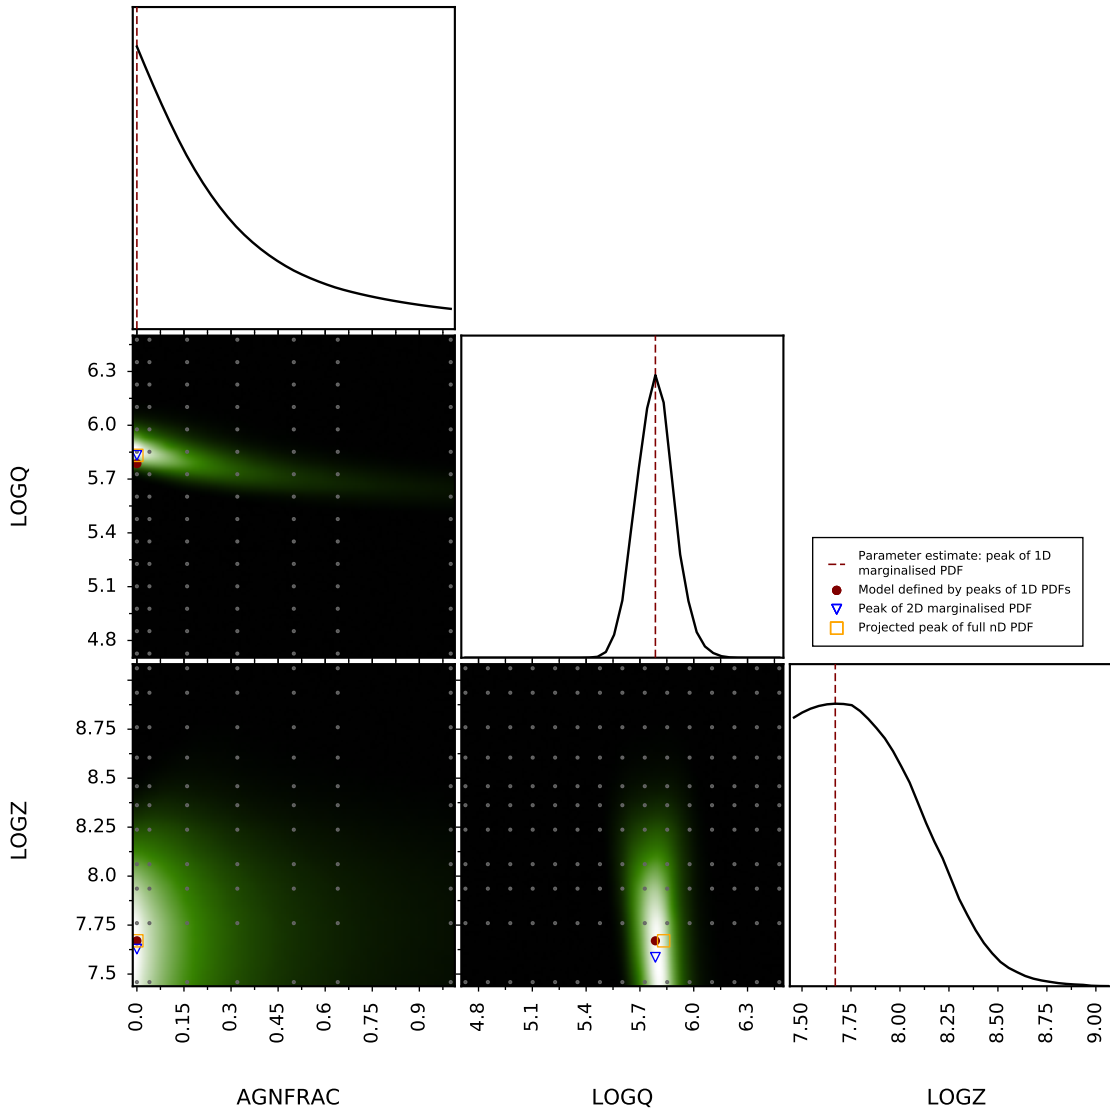 LOGQ
6.3
6.0
5.7
5.4
5.1
4.8
Parameter estimate: peak of 1D
marginalised PDF
Model defined by peaks of 1D PDFs
Peak of 2D marginalised PDF
Projected peak of full nD PDF
LOGZ
8.75
8.5
8.25
8.0
7.75
7.5
0.0 0.15 0.3 0.45 0.6 0.75 0.9
4.8 5.1 5.4 5.7 6.0 6.3
7.50 7.75 8.00 8.25 8.50 8.75 9.00
AGNFRAC
LOGQ
LOGZ